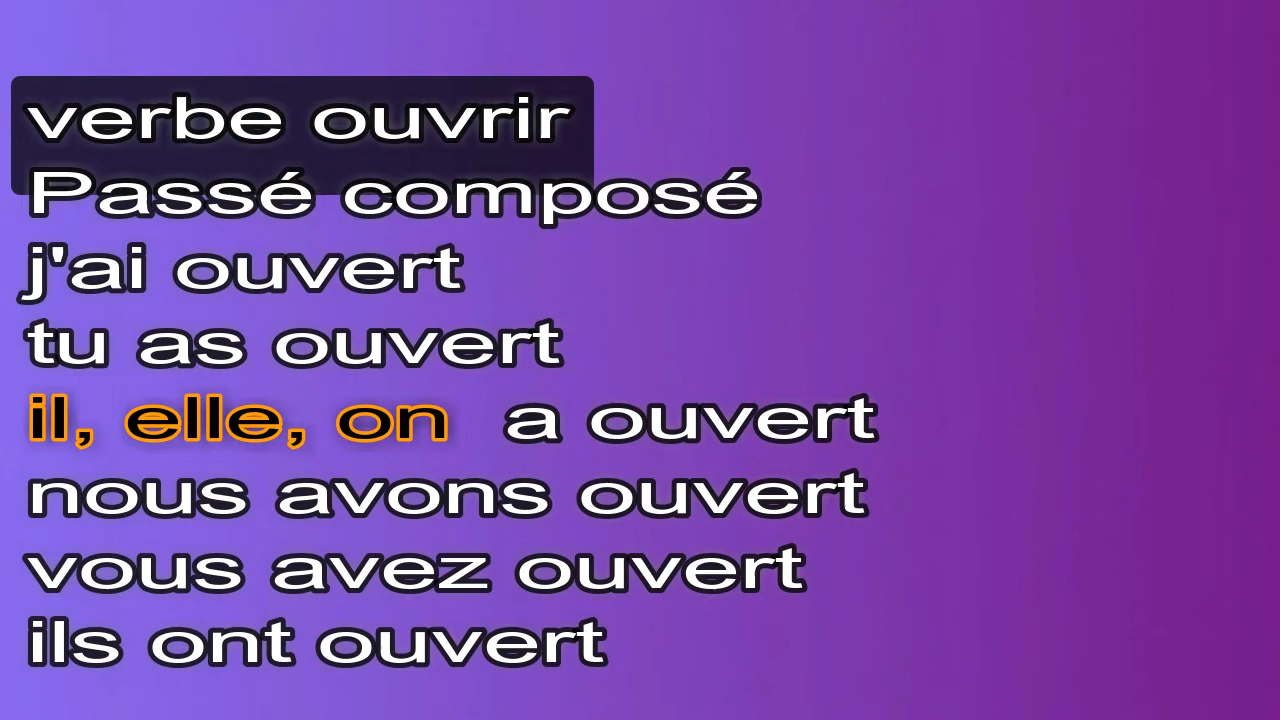 verbe ouvrir
Passé composé
j'ai ouvert
tu as ouvert
il, elle, on a ouvert
nous avons ouvert
vous avez ouvert
ils ont ouvert